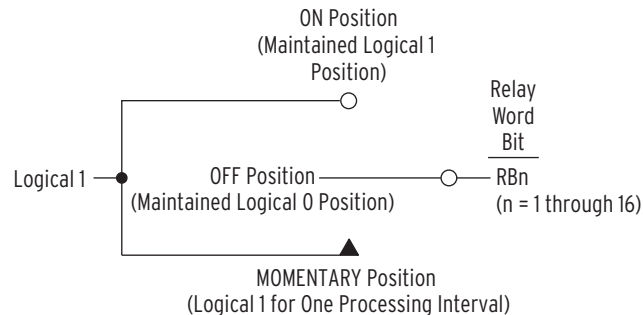 ON Position
(Maintained Logical 1
Position)
Relay
Word
Bit
Logical 1
OFF Position
(Maintained Logical 0 Position)
RBn
(n = 1 through 16)
MOMENTARY Position
(Logical 1 for One Processing Interval)